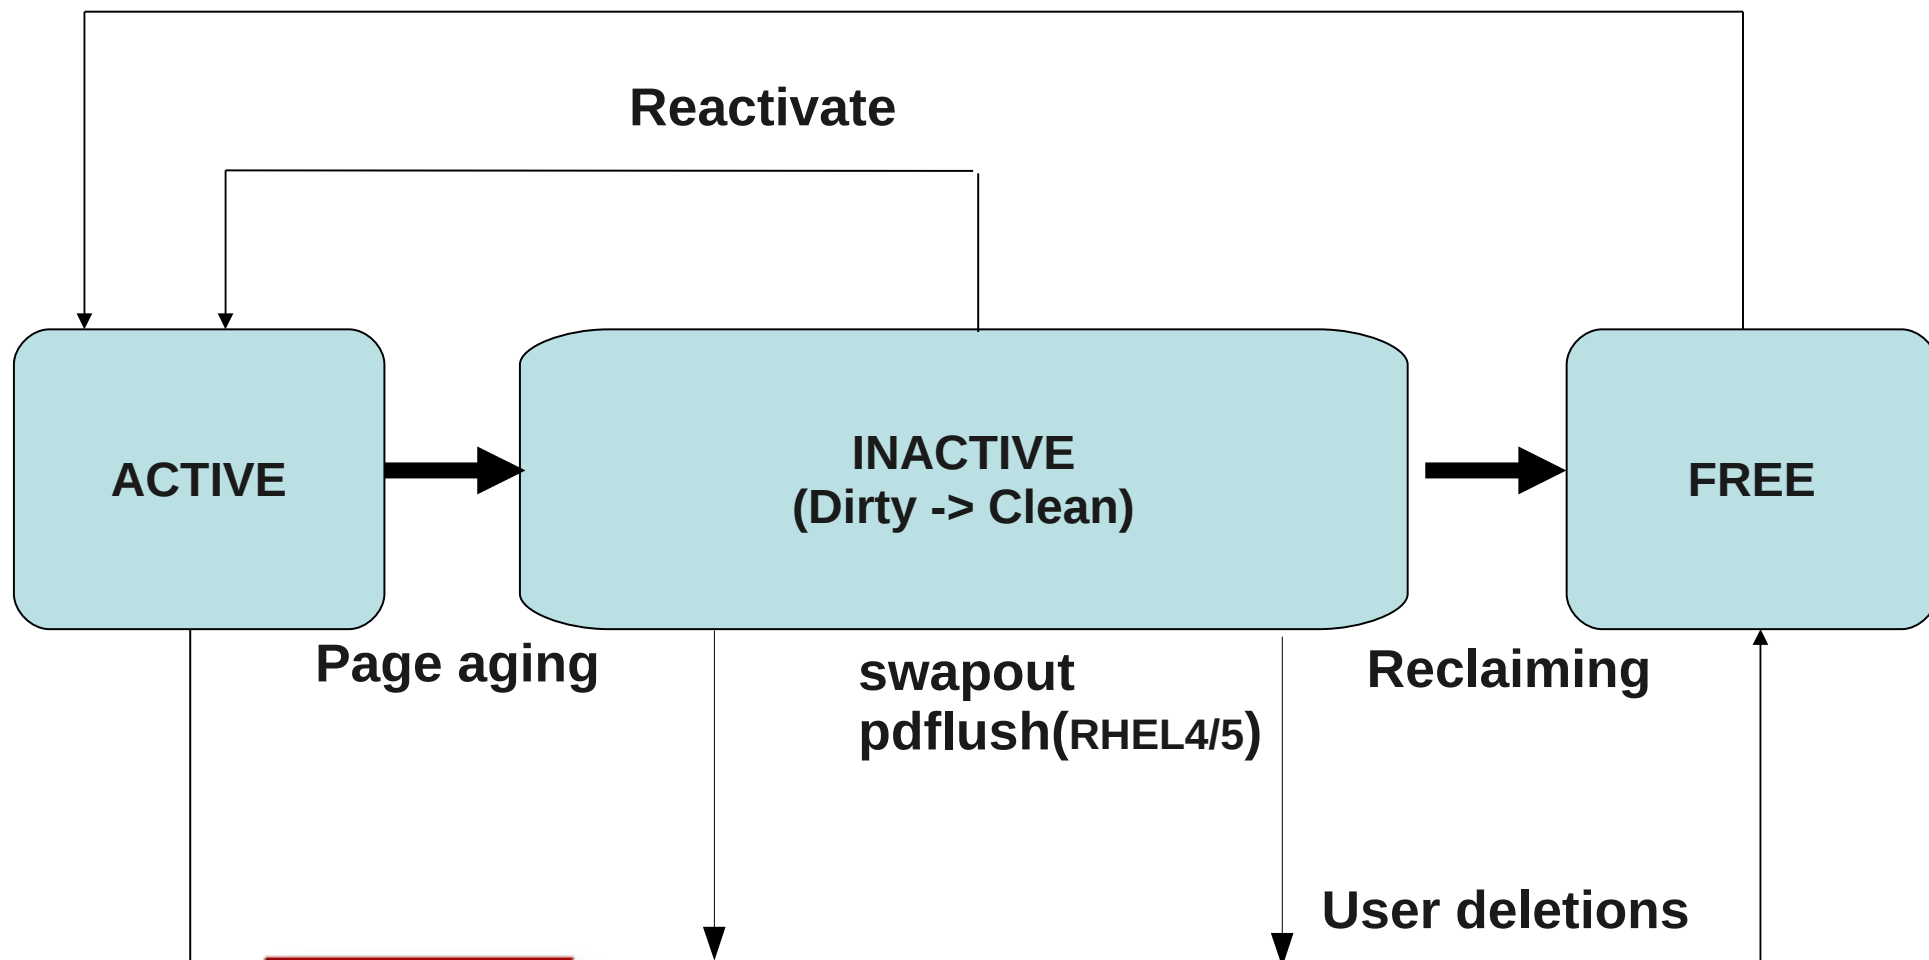 Reactivate
ACTIVE
INACTIVE
(Dirty -> Clean)
FREE
Page aging
swapout
pdflush(RHEL4/5)
Reclaiming
User deletions